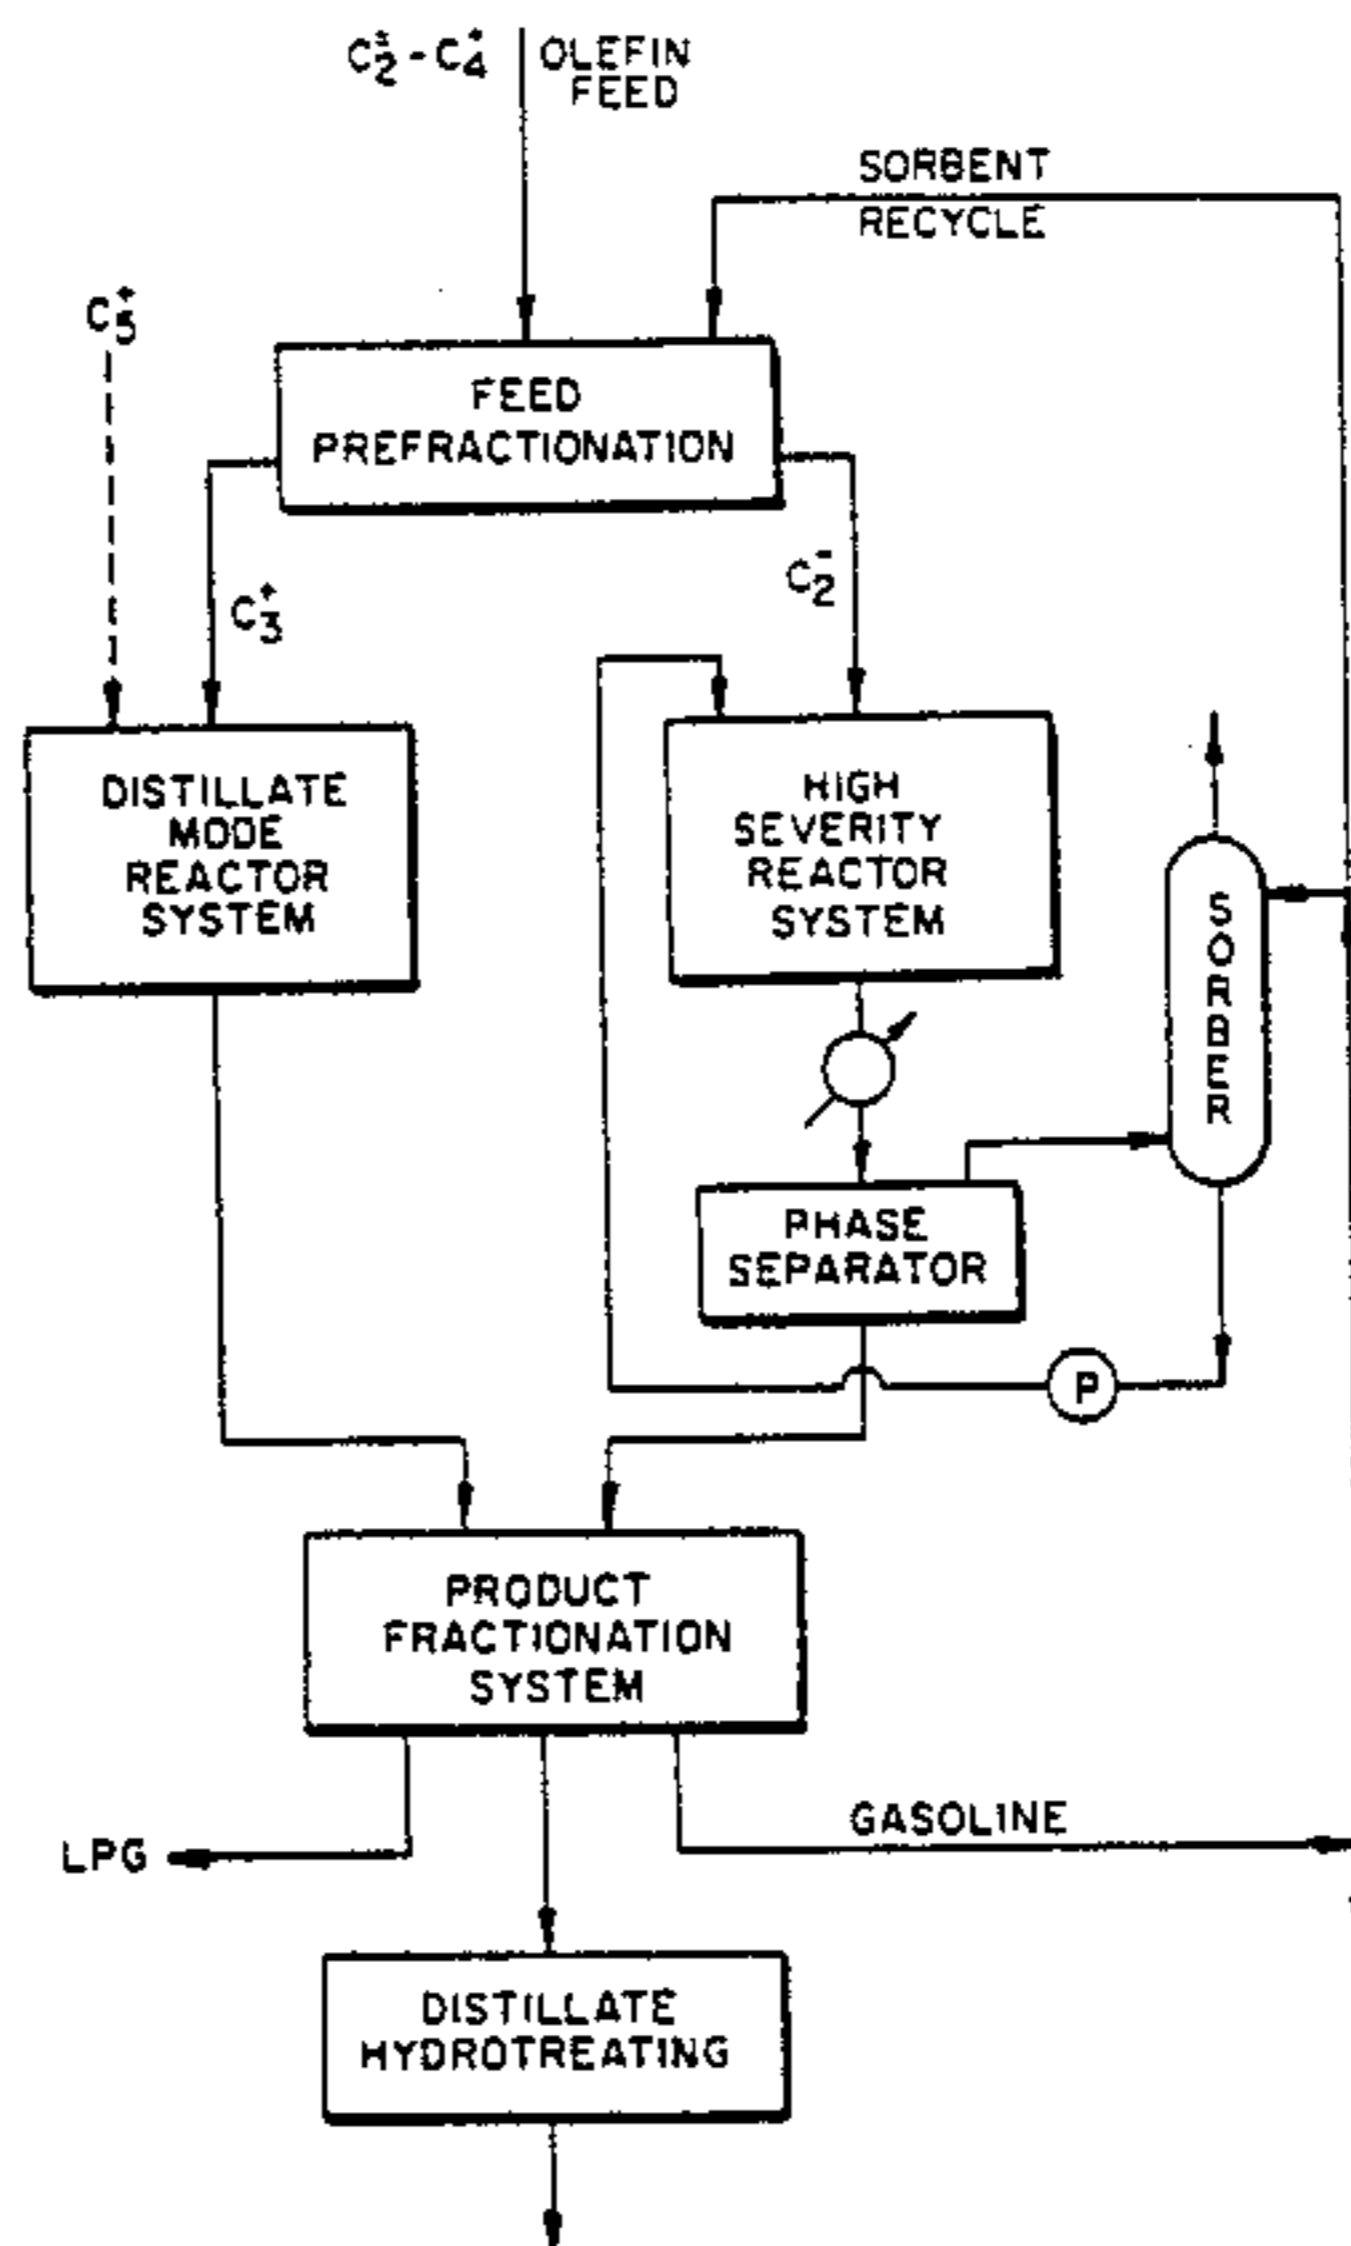 C₂⁼ - C₄⁺ OLEFIN
FEED
SORBENT
RECYCLE
C₅⁺
FEED
PREFRACTIONATION
C₃⁺
C₂⁻
DISTILLATE
MODE
REACTOR
SYSTEM
HIGH
SEVERITY
REACTOR
SYSTEM
SORBER
PHASE
SEPARATOR
P
PRODUCT
FRACTIONATION
SYSTEM
LPG
GASOLINE
DISTILLATE
HYDROTREATING